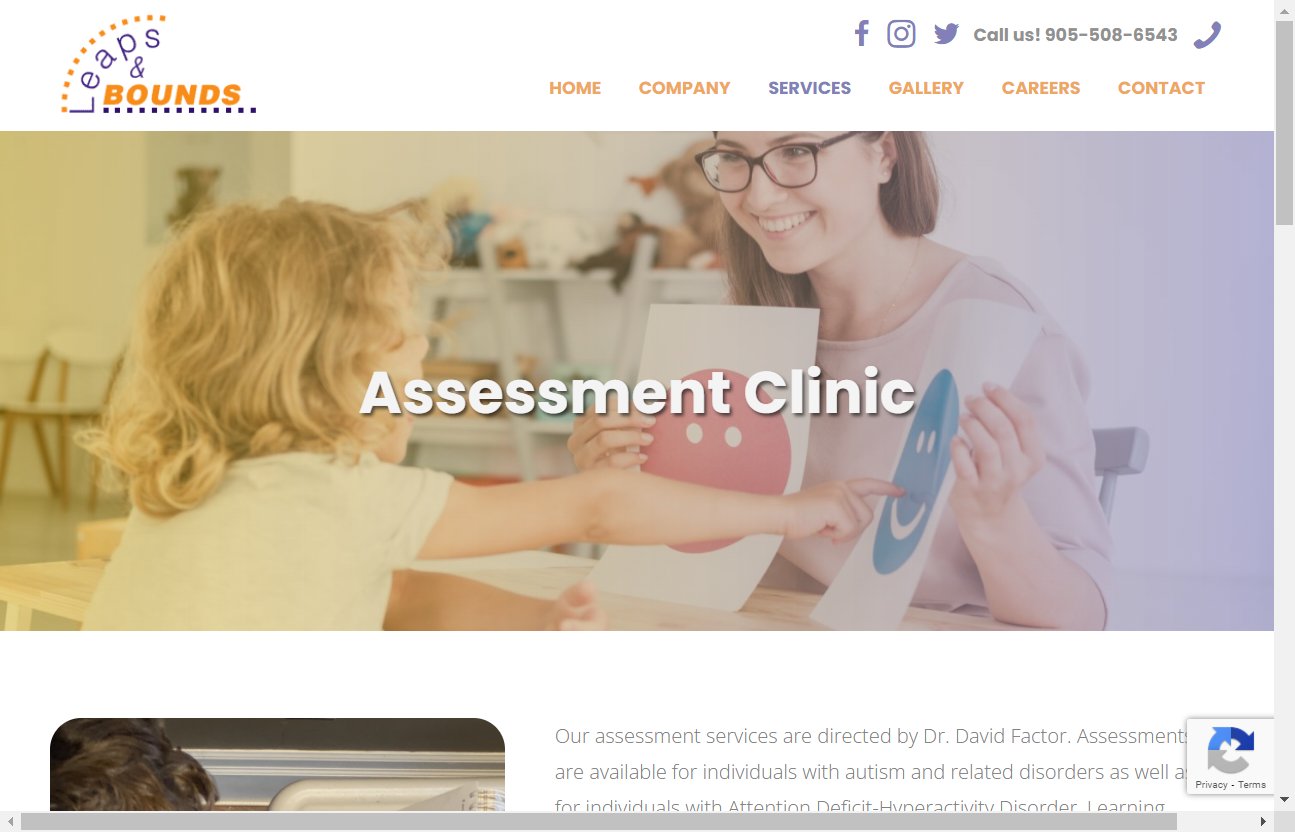 Leaps
&
BOUNDS
Call us! 905-508-6543
HOME COMPANY SERVICES GALLERY CAREERS CONTACT
Assessment Clinic
Our assessment services are directed by Dr. David Factor. Assessments
are available for individuals with autism and related disorders as well as
for individuals with Attention Deficit-Hyperactivity Disorder, Learning
Privacy - Terms